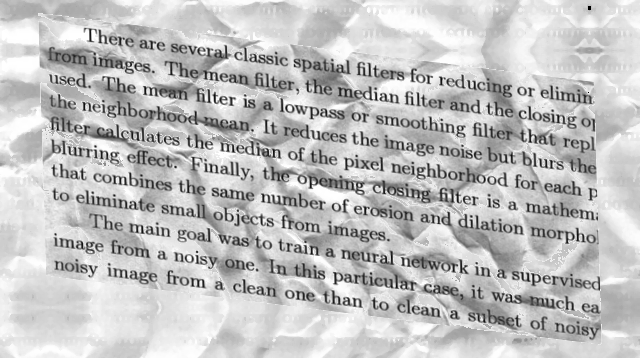 There are several classic spatial filters for reducing or elimin
from images. The mean filter, the median filter and the closing o
used. The mean filter is a lowpass or smoothing filter that repl
the neighborhood mean. It reduces the image noise but blurs the
filter calculates the median of the pixel neighborhood for each p
blurring effect. Finally, the opening closing filter is a mathem
that combines the same number of erosion and dilation morpho
to eliminate small objects from images.
The main goal was to train a neural network in a supervised
image from a noisy one. In this particular case, it was much ea
noisy image from a clean one than to clean a subset of noisy